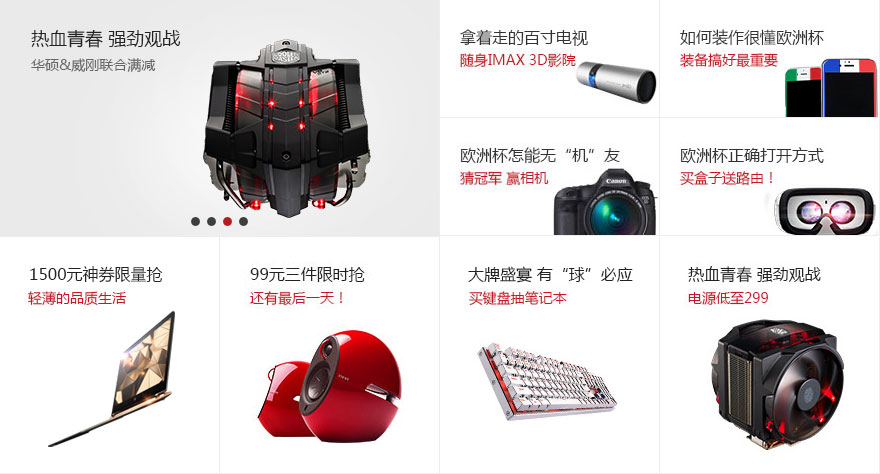 热血青春 强劲观战
华硕&威刚联合满减
拿着走的百寸电视
随身IMAX 3D影院
如何装作很懂欧洲杯
装备搞好最重要
欧洲杯怎能无“机”友
猜冠军 赢相机
Canon
欧洲杯正确打开方式
买盒子送路由！
1500元神券限量抢
轻薄的品质生活
99元三件限时抢
还有最后一天！
大牌盛宴 有“球”必应
买键盘抽笔记本
热血青春 强劲观战
电源低至299